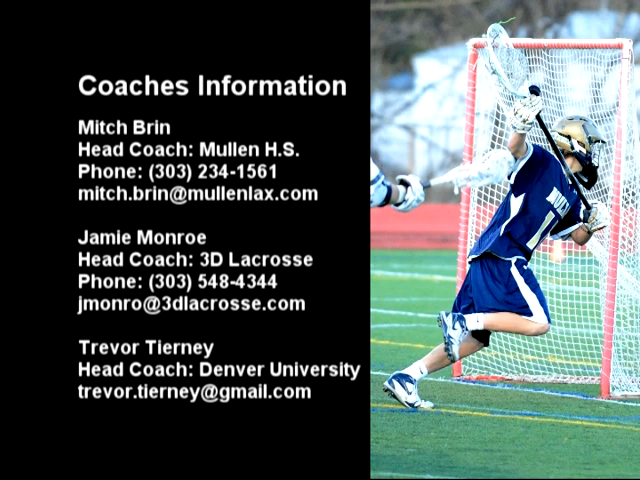 Coaches Information
Mitch Brin
Head Coach: Mullen H.S.
Phone: (303) 234-1561
mitch.brin@mullenlax.com
Jamie Monroe
Head Coach: 3D Lacrosse
Phone: (303) 548-4344
jmonro@3dlacrosse.com
Trevor Tierney
Head Coach: Denver University
trevor.tierney@gmail.com
1